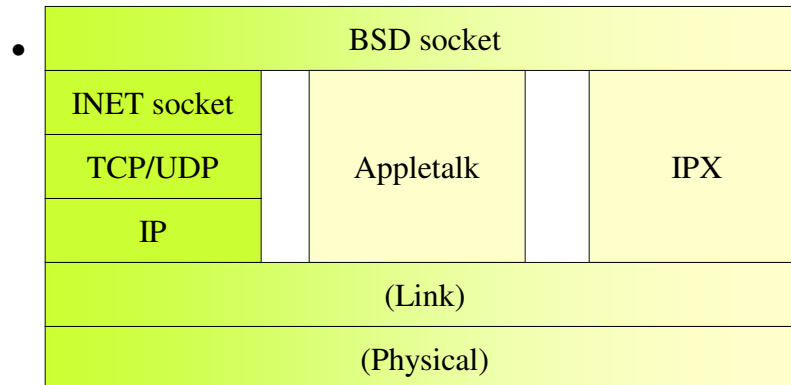 • BSD socket
INET socket
TCP/UDP
IP
Appletalk
IPX
(Link)
(Physical)